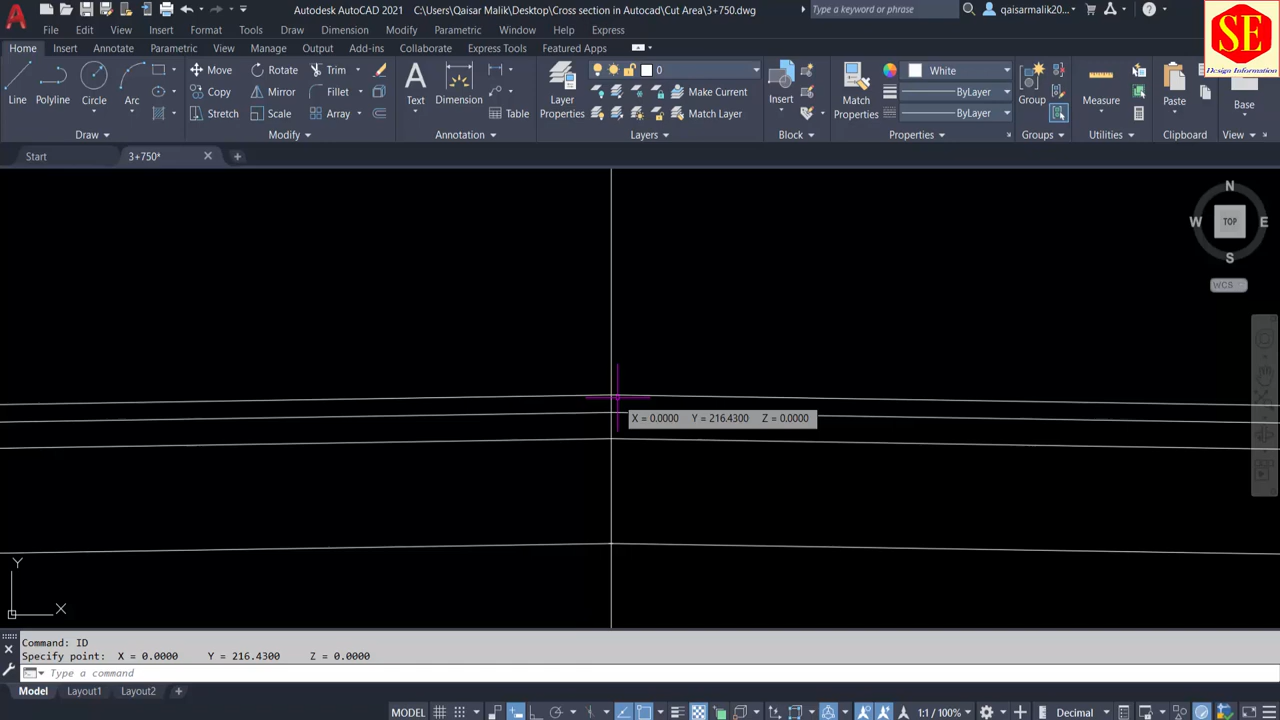 Autodesk AutoCAD 2021 C:\Users\Qaisar Malik\Desktop\Cross section in Autocad\Cut Area\3+750.dwg
Type a keyword or phrase
qaisarmalik20...
SE
Design Information
File Edit View Insert Format Tools Draw Dimension Modify Parametric Window Help Express
Home Insert Annotate Parametric View Manage Output Add-ins Collaborate Express Tools Featured Apps
Line Polyline Circle Arc
Move Rotate Trim
Copy Mirror Fillet
Stretch Scale Array
Text Dimension Table
Layer Properties
0
Make Current
Match Layer
Insert
Match Properties
White
ByLayer
ByLayer
Group
Measure
Paste
Base
Draw Modify Annotation Layers Block Properties Groups Utilities Clipboard View
Start 3+750*
N
W TOP E
S
WCS
X = 0.0000 Y = 216.4300 Z = 0.0000
Y
X
Command: ID
Specify point: X = 0.0000 Y = 216.4300 Z = 0.0000
Type a command
Model Layout1 Layout2
MODEL 1:1 / 100% Decimal